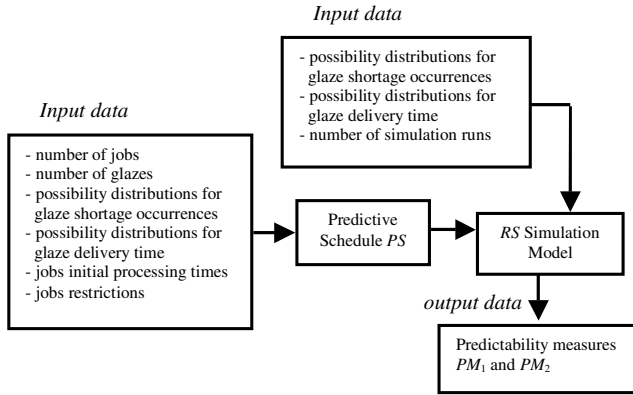 Input data
- possibility distributions for
glaze shortage occurrences
- possibility distributions for
glaze delivery time
- number of simulation runs
Input data
- number of jobs
- number of glazes
- possibility distributions for
glaze shortage occurrences
- possibility distributions for
glaze delivery time
- jobs initial processing times
- jobs restrictions
Predictive
Schedule PS
RS Simulation
Model
output data
Predictability measures
PM₁ and PM₂